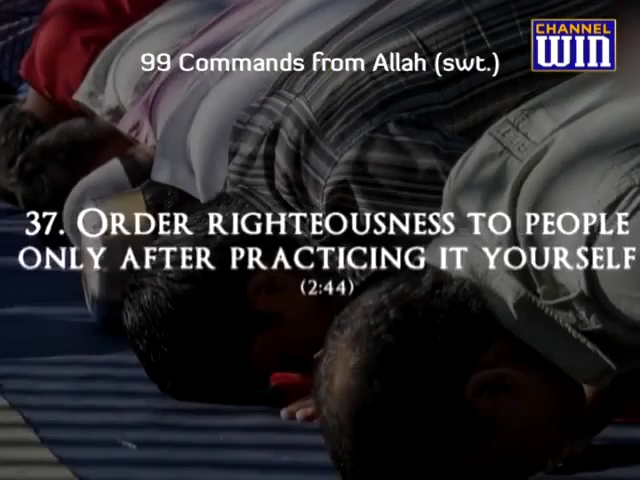 CHANNEL
WIN
99 Commands from Allah (swt.)
37. ORDER RIGHTEOUSNESS TO PEOPLE
ONLY AFTER PRACTICING IT YOURSELF
(2:44)